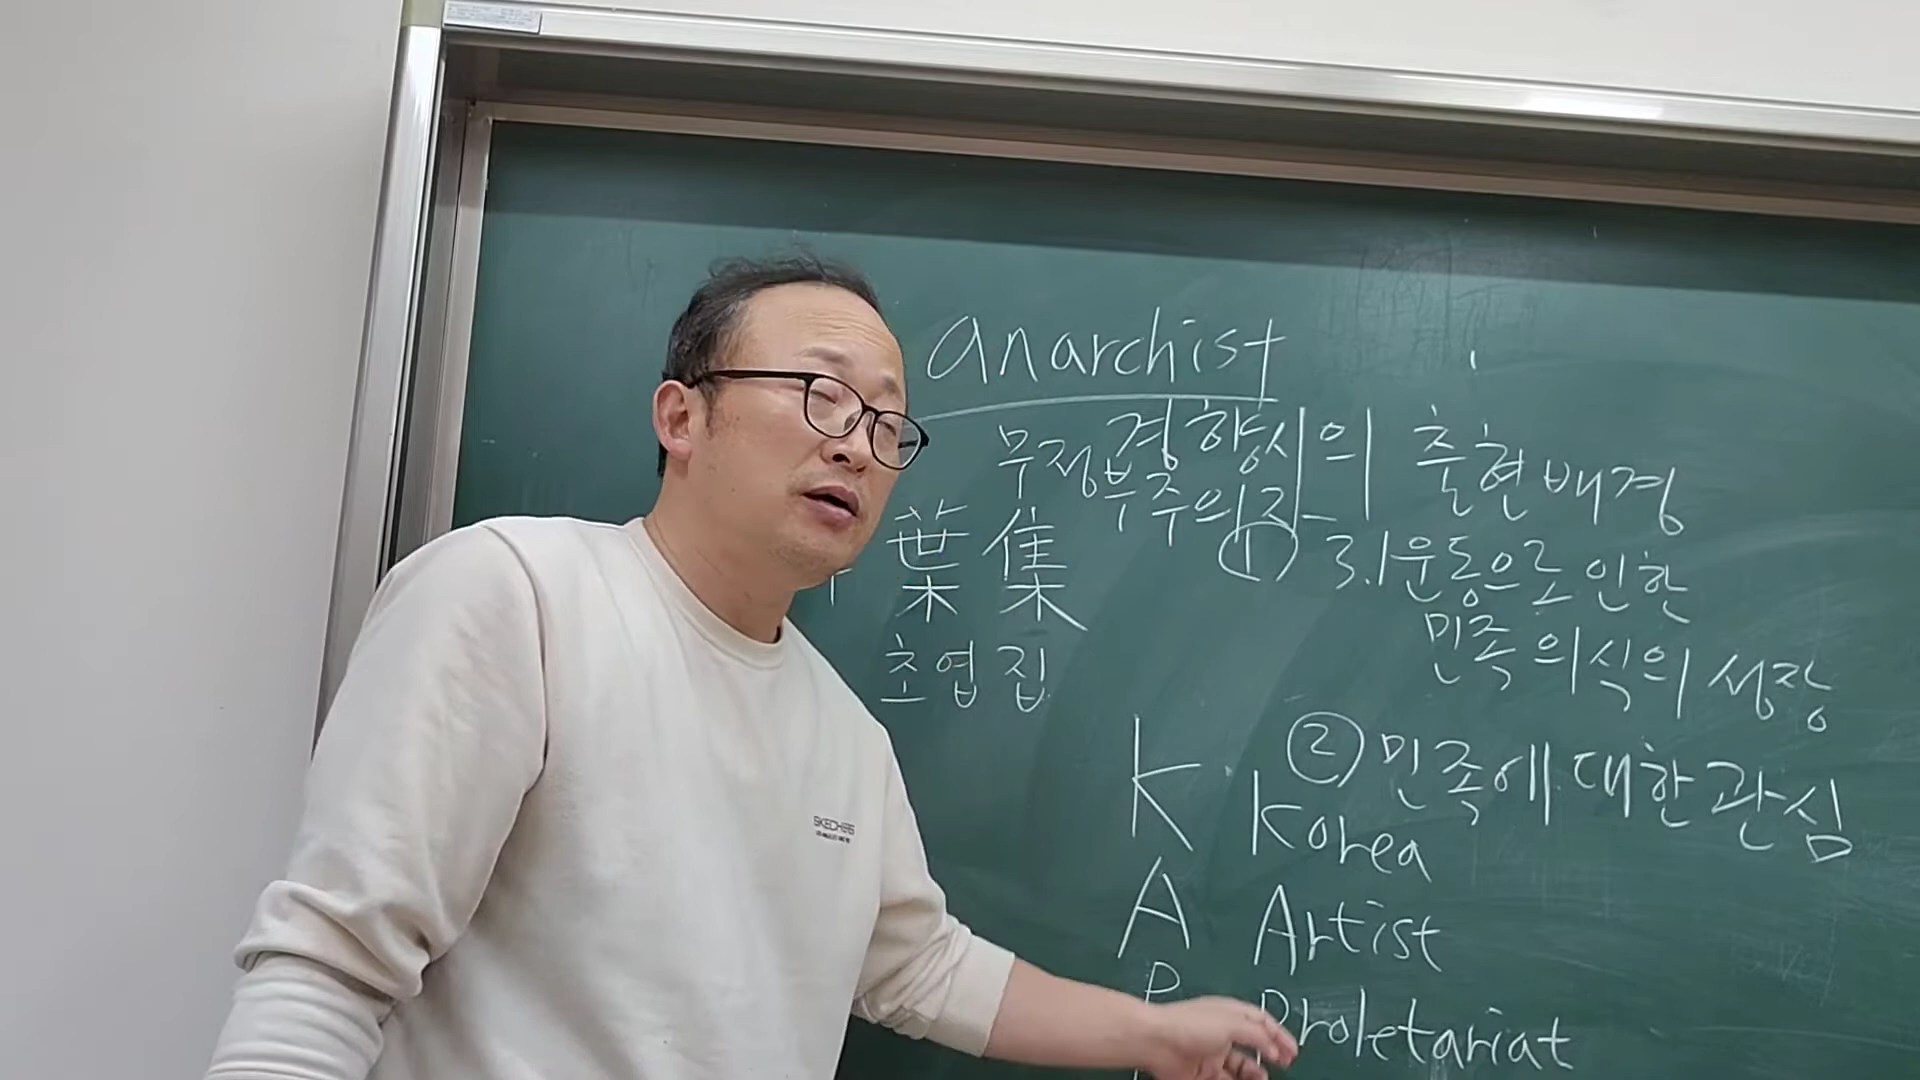 anarchist
경향시의 출현배경
무정부주의자
葉集
초엽집
① 3.1운동으로 인한
민족의식의 성장
② 민족에 대한 관심
K Korea
A Artist
P Proletariat
SKECHERS